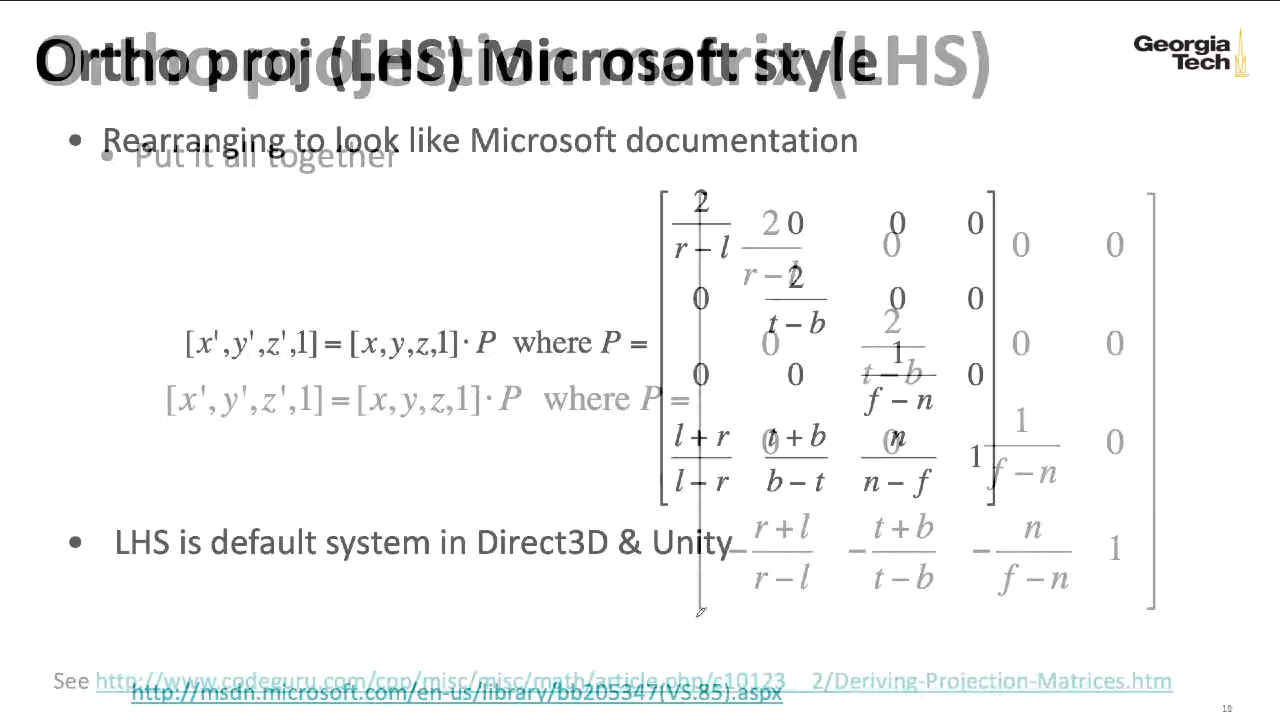 Ortho proj (LHS) Microsoft style
Ortho projection matrix (LHS)
Georgia
Tech
• Rearranging to look like Microsoft documentation
• Put it all together
[x',y',z',1] = [x,y,z,1]· P where P =
2/(r − l) 0 0 0
0 2/(t − b) 0 0
0 0 1/(f − n) 0
(l + r)/(l − r) (t + b)/(b − t) n/(n − f) 1
[x',y',z',1] = [x,y,z,1]· P where P =
2/(r − l) 0 0 0
0 2/(t − b) 0 0
0 0 1/(f − n) 0
−(r + l)/(r − l) −(t + b)/(t − b) −n/(f − n) 1
• LHS is default system in Direct3D & Unity
See http://www.codeguru.com/cpp/misc/misc/math/article.php/c10123__2/Deriving-Projection-Matrices.htm
http://msdn.microsoft.com/en-us/library/bb205347(VS.85).aspx